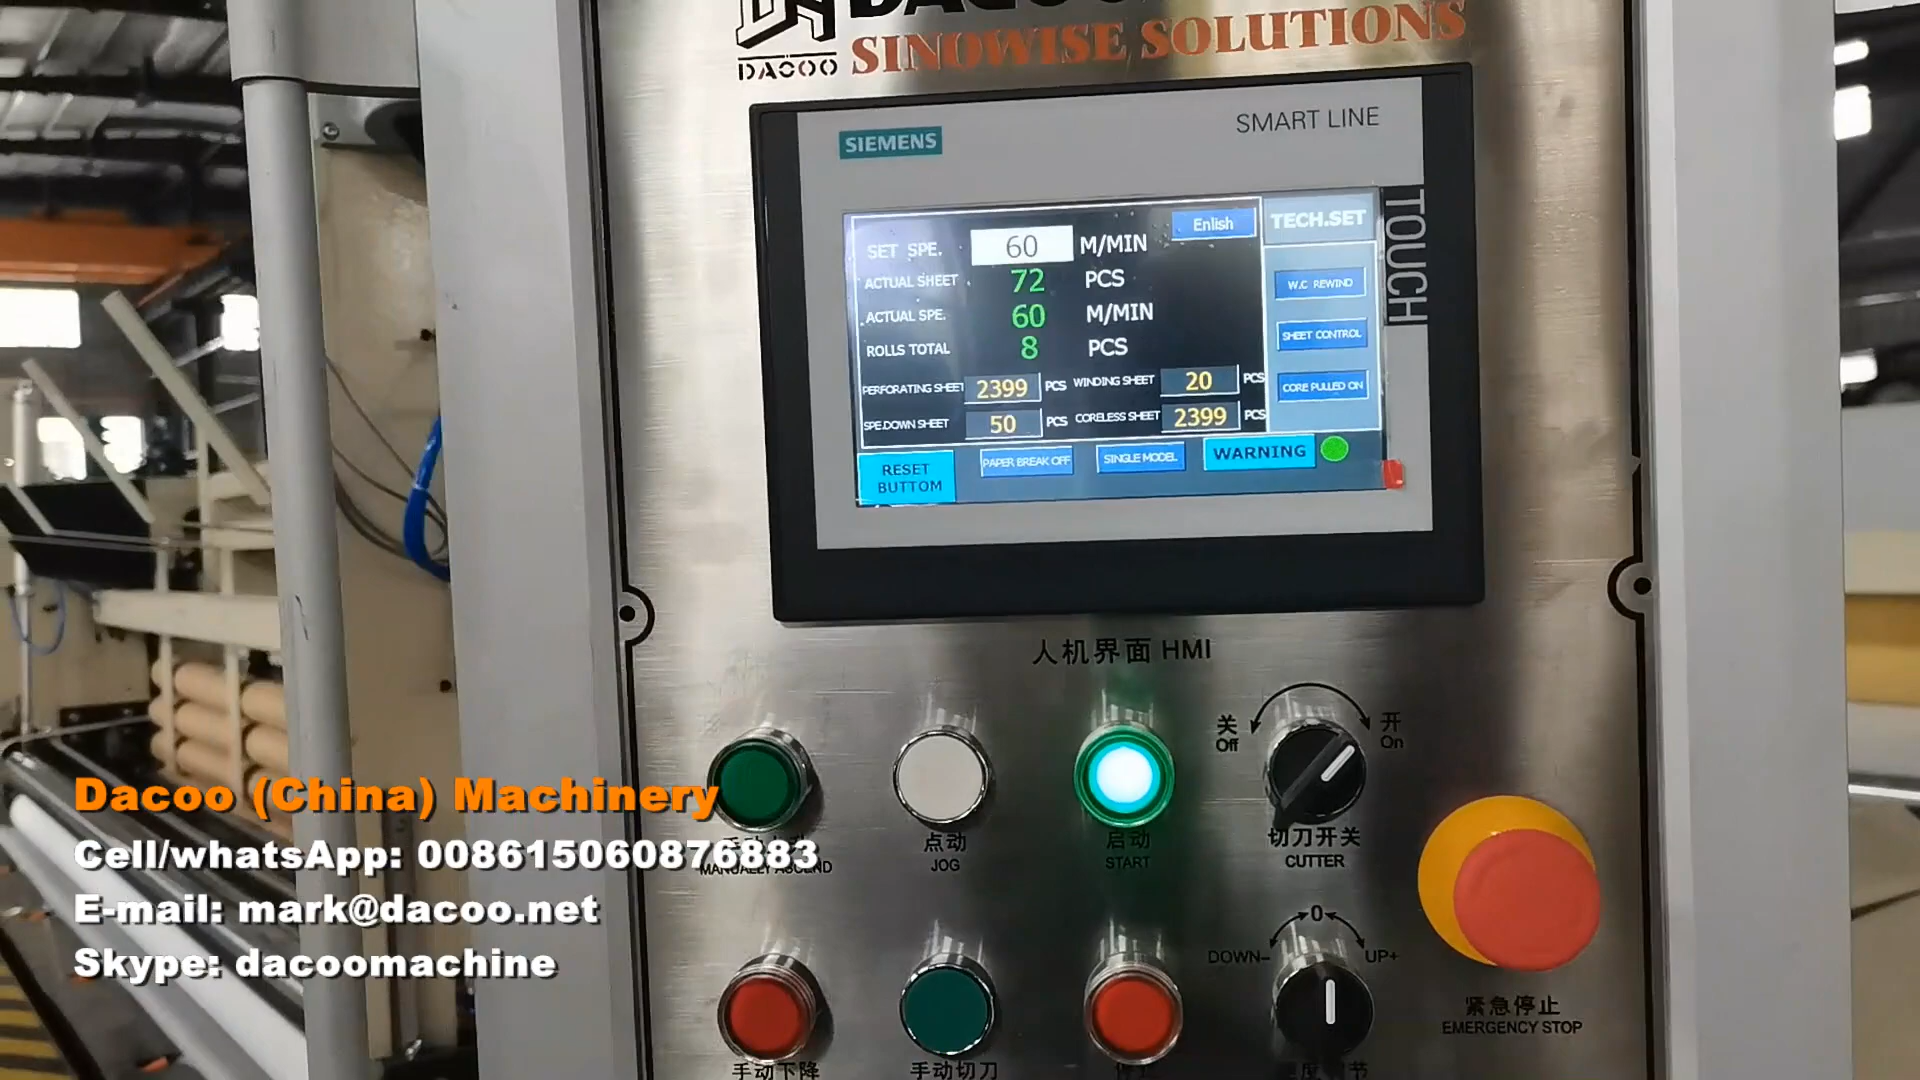 DACOO
DACOO
SINOWISE SOLUTIONS
SIEMENS
SMART LINE
TOUCH
SET SPE. 60 M/MIN
Enlish
TECH.SET
ACTUAL SHEET 72 PCS
W.C REWIND
ACTUAL SPE. 60 M/MIN
SHEET CONTROL
ROLLS TOTAL 8 PCS
PERFORATING SHEET 2399 PCS WINDING SHEET 20 PCS
CORE PULLED ON
SPE.DOWN SHEET 50 PCS CORELESS SHEET 2399 PCS
RESET
BUTTOM
PAPER BREAK OFF
SINGLE MODEL
WARNING
人机界面 HMI
关
Off
开
On
MANUALLY ASCEND
点动
JOG
启动
START
切刀开关
CUTTER
DOWN- 0 UP+
紧急停止
EMERGENCY STOP
手动下降
手动切刀
Dacoo (China) Machinery
Cell/whatsApp: 008615060876883
E-mail: mark@dacoo.net
Skype: dacoomachine